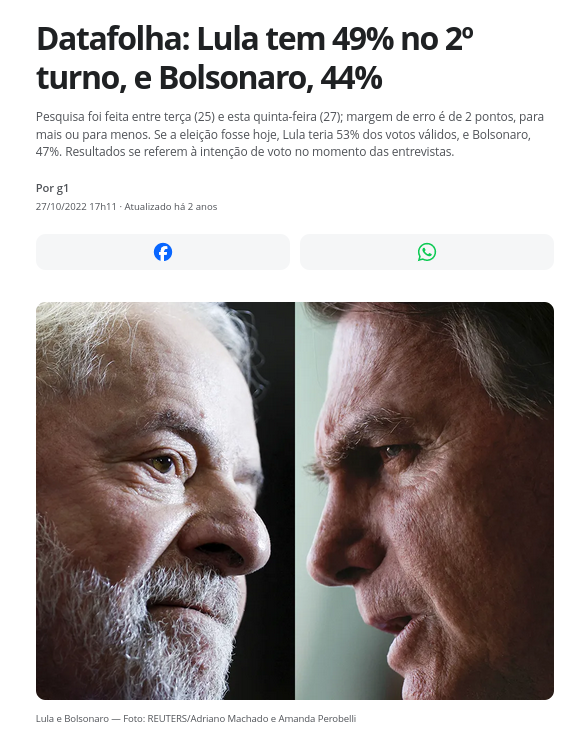 Datafolha: Lula tem 49% no 2º
turno, e Bolsonaro, 44%
Pesquisa foi feita entre terça (25) e esta quinta-feira (27); margem de erro é de 2 pontos, para
mais ou para menos. Se a eleição fosse hoje, Lula teria 53% dos votos válidos, e Bolsonaro,
47%. Resultados se referem à intenção de voto no momento das entrevistas.
Por g1
27/10/2022 17h11 · Atualizado há 2 anos
Lula e Bolsonaro — Foto: REUTERS/Adriano Machado e Amanda Perobelli